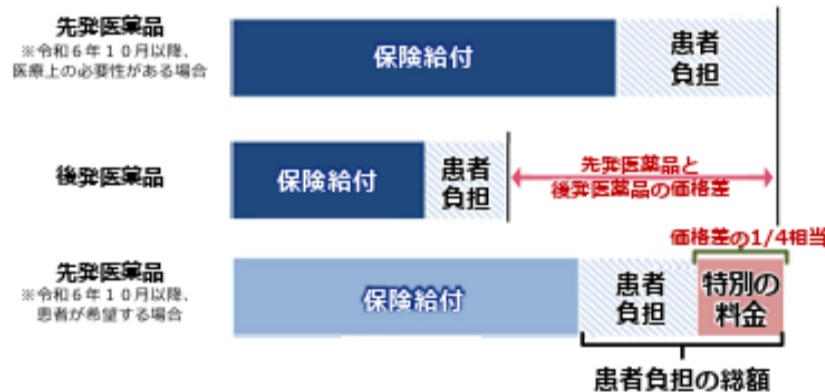 先発医薬品
※令和6年10月以降、
医療上の必要性がある場合
保険給付
患者
負担
後発医薬品
保険給付
患者
負担
先発医薬品と
後発医薬品の価格差
価格差の1/4相当
先発医薬品
※令和6年10月以降、
患者が希望する場合
保険給付
患者
負担
特別の
料金
患者負担の総額